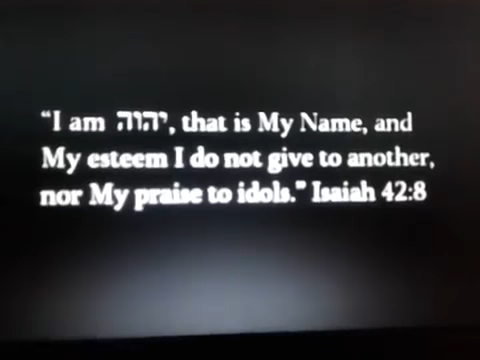 “I am יהוה, that is My Name, and
My esteem I do not give to another,
nor My praise to idols.” Isaiah 42:8